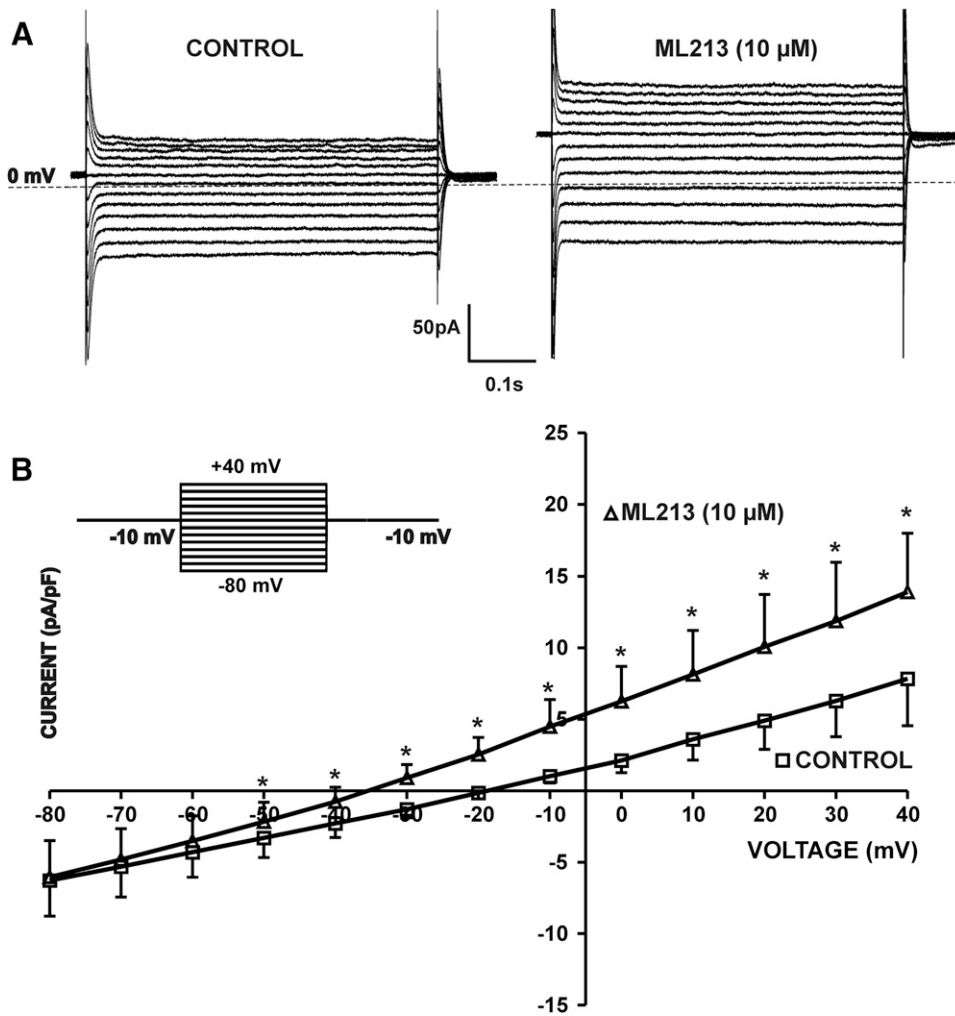 A
CONTROL
ML213 (10 µM)
0 mV
50pA
0.1s
B
+40 mV
-10 mV
-10 mV
-80 mV
CURRENT (pA/pF)
25
20
15
10
5
-5
-10
-15
ML213 (10 µM)
* * * * * * * * * *
CONTROL
-80 -70 -60 -50 -40 -30 -20 -10 0 10 20 30 40
VOLTAGE (mV)